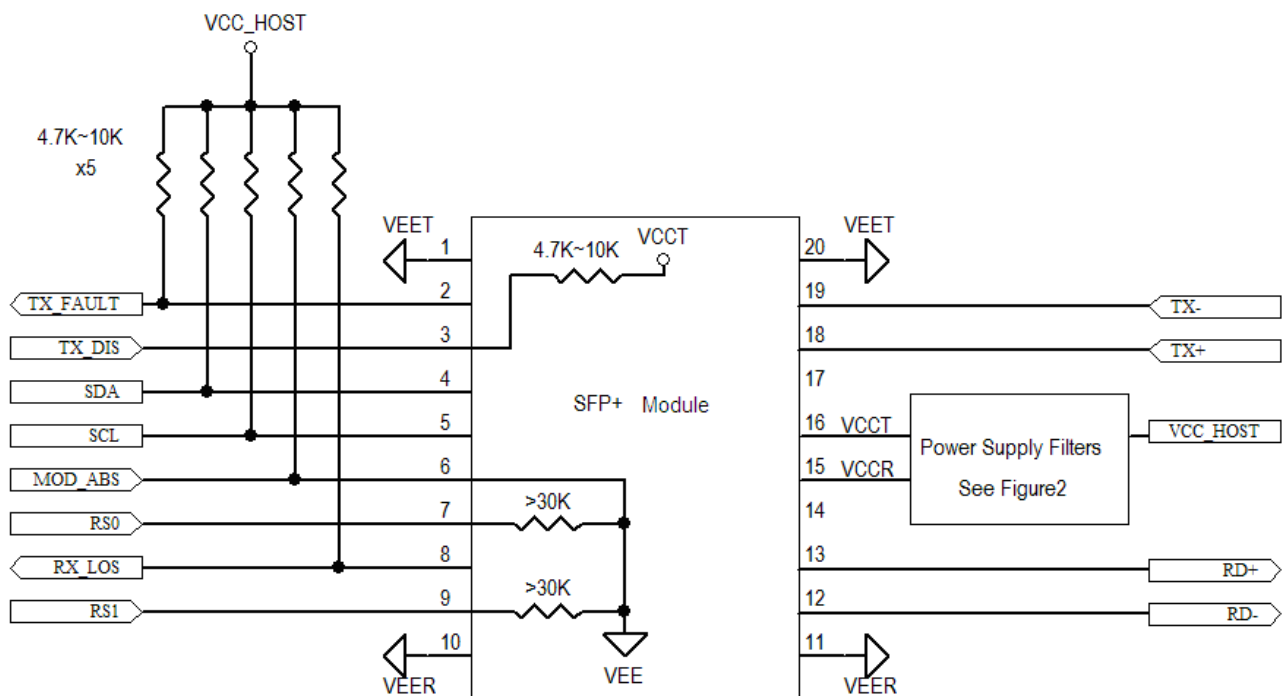 VCC_HOST
4.7K~10K
x5
VEET
1
4.7K~10K
VCCT
20
VEET
TX_FAULT
2
19
TX-
TX_DIS
3
18
TX+
SDA
4
17
SFP+ Module
SCL
5
16
VCCT
Power Supply Filters
See Figure2
VCC_HOST
MOD_ABS
6
15
VCCR
RS0
7
>30K
14
RX_LOS
8
13
RD+
RS1
9
>30K
12
RD-
10
VEER
VEE
11
VEER